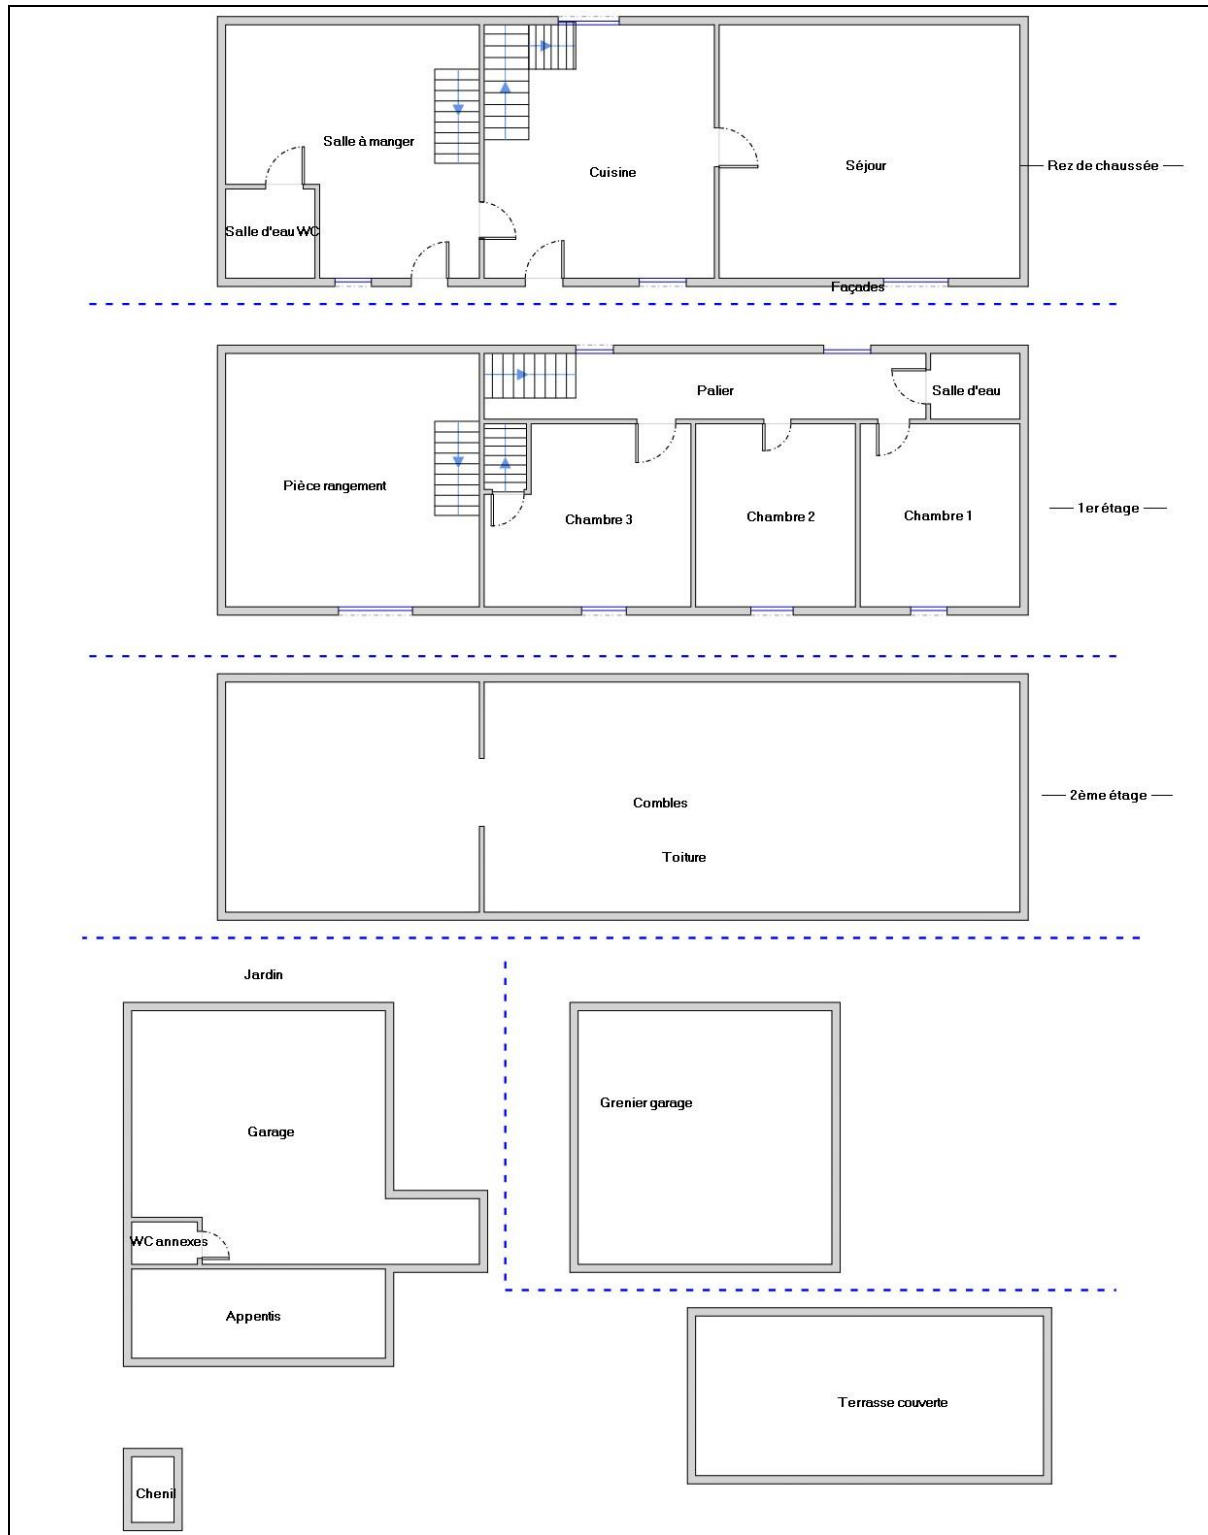 Salle à manger
Cuisine
Séjour
Rez de chaussée
Salle d'eau WC
Façades
Palier
Salle d'eau
Pièce rangement
Chambre 3
Chambre 2
Chambre 1
1er étage
Combles
2ème étage
Toiture
Jardin
Grenier garage
Garage
WC annexes
Appentis
Terrasse couverte
Chenil